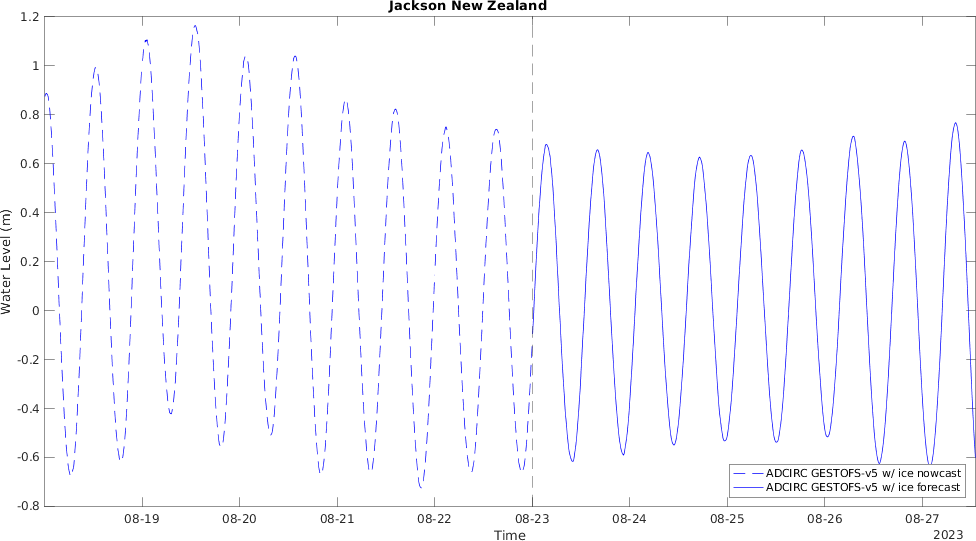 Jackson New Zealand
Water Level (m)
1.2
1
0.8
0.6
0.4
0.2
0
-0.2
-0.4
-0.6
-0.8
ADCIRC GESTOFS-v5 w/ ice nowcast
ADCIRC GESTOFS-v5 w/ ice forecast
08-19 08-20 08-21 08-22 08-23 08-24 08-25 08-26 08-27
Time
2023